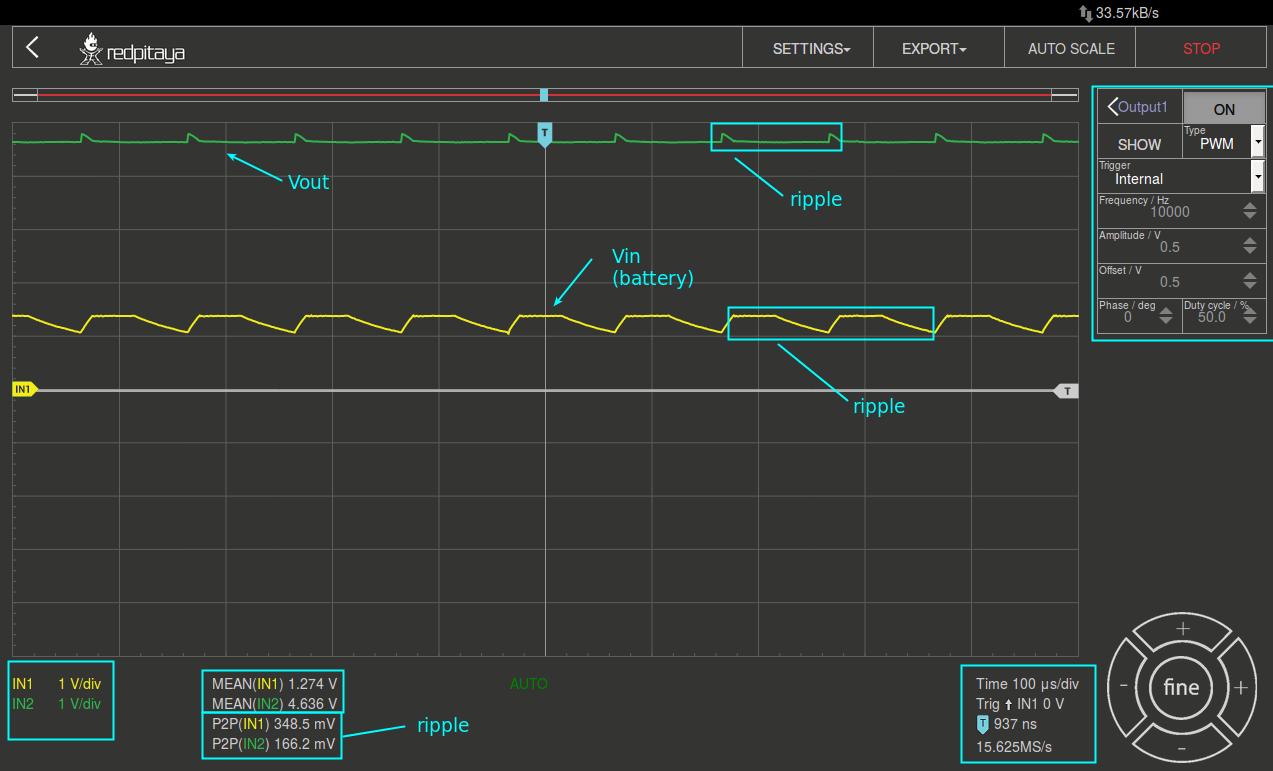 33.57kB/s
redpitaya
SETTINGS
EXPORT
AUTO SCALE
STOP
Output1
ON
SHOW
Type
PWM
Trigger
Internal
Frequency / Hz
10000
Amplitude / V
0.5
Offset / V
0.5
Phase / deg
0
Duty cycle / %
50.0
T
Vout
ripple
Vin
(battery)
IN1
T
ripple
IN1 1 V/div
IN2 1 V/div
MEAN(IN1) 1.274 V
MEAN(IN2) 4.636 V
P2P(IN1) 348.5 mV
P2P(IN2) 166.2 mV
ripple
AUTO
Time 100 µs/div
Trig IN1 0 V
T 937 ns
15.625MS/s
+
- fine +
-